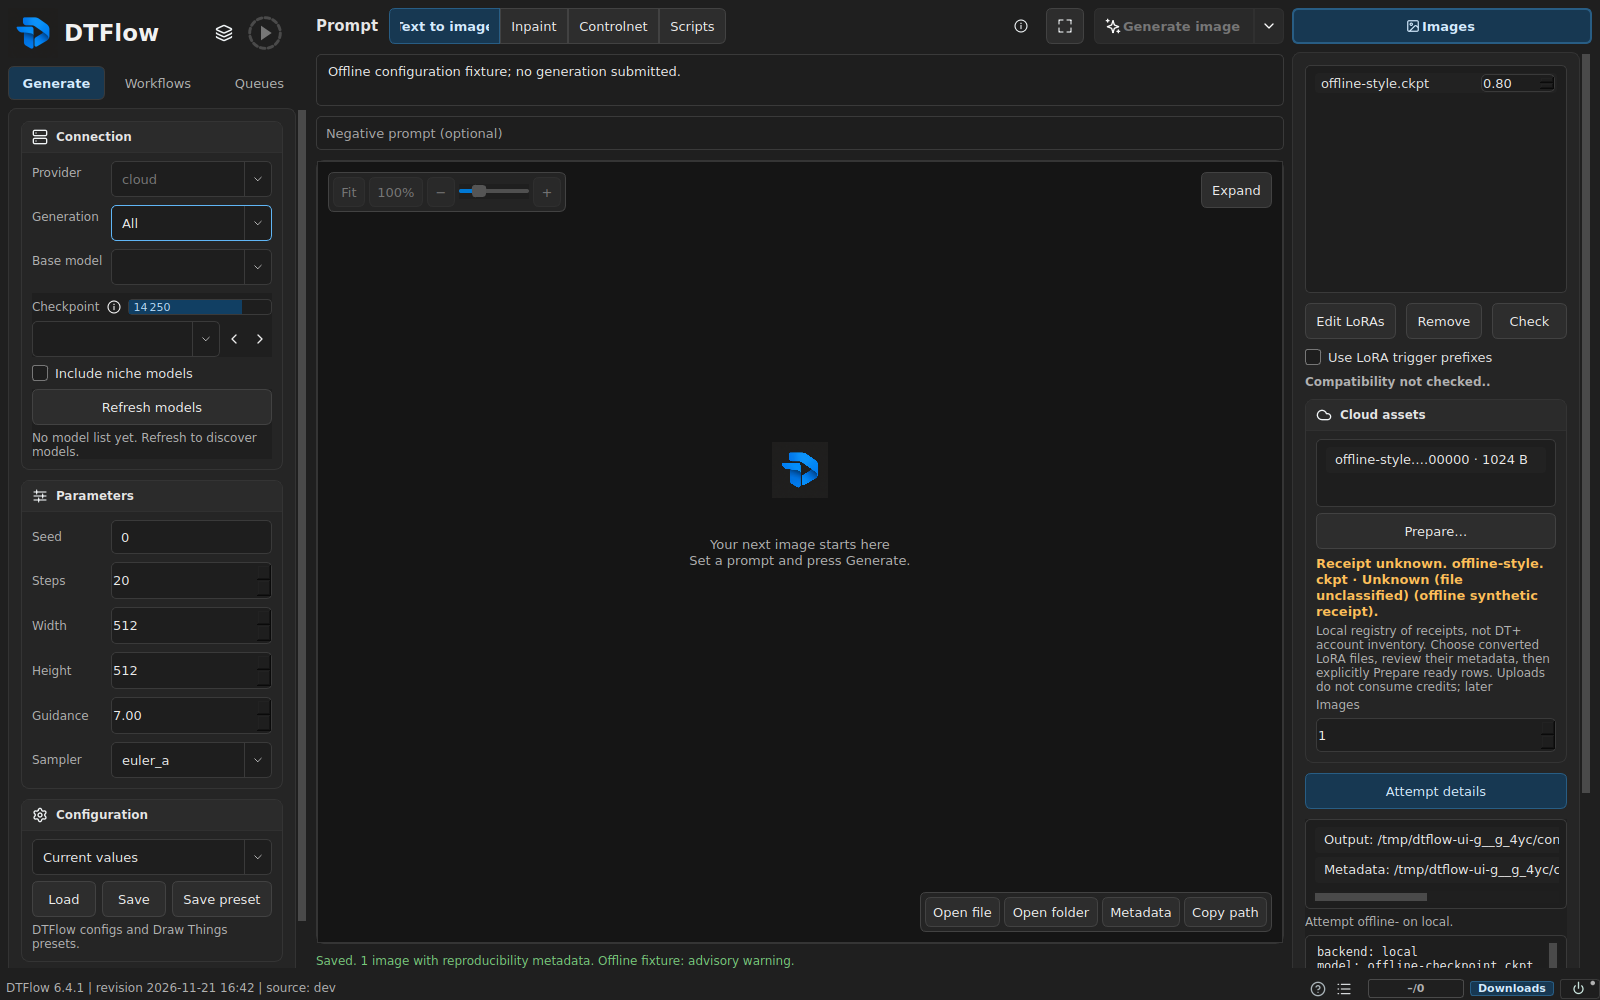 DTFlow
Generate
Workflows
Queues
Connection
Provider
cloud
Generation
All
Base model
Checkpoint
14 250
Include niche models
Refresh models
No model list yet. Refresh to discover
models.
Parameters
Seed
0
Steps
20
Width
512
Height
512
Guidance
7.00
Sampler
euler_a
Configuration
Current values
Load
Save
Save preset
DTFlow configs and Draw Things
presets.
Prompt
Text to image
Inpaint
Controlnet
Scripts
Generate image
Offline configuration fixture; no generation submitted.
Negative prompt (optional)
Fit
100%
−
+
Expand
Your next image starts here
Set a prompt and press Generate.
Open file
Open folder
Metadata
Copy path
Saved. 1 image with reproducibility metadata. Offline fixture: advisory warning.
Images
offline-style.ckpt
0.80
Edit LoRAs
Remove
Check
Use LoRA trigger prefixes
Compatibility not checked..
Cloud assets
offline-style....00000 · 1024 B
Prepare...
Receipt unknown. offline-style.
ckpt · Unknown (file
unclassified) (offline synthetic
receipt).
Local registry of receipts, not DT+
account inventory. Choose converted
LoRA files, review their metadata, then
explicitly Prepare ready rows. Uploads
do not consume credits; later
Images
1
Attempt details
Output: /tmp/dtflow-ui-g__g_4yc/con
Metadata: /tmp/dtflow-ui-g__g_4yc/c
Attempt offline- on local.
backend: local
model: offline-checkpoint.ckpt
DTFlow 6.4.1 | revision 2026-11-21 16:42 | source: dev
-/0
Downloads